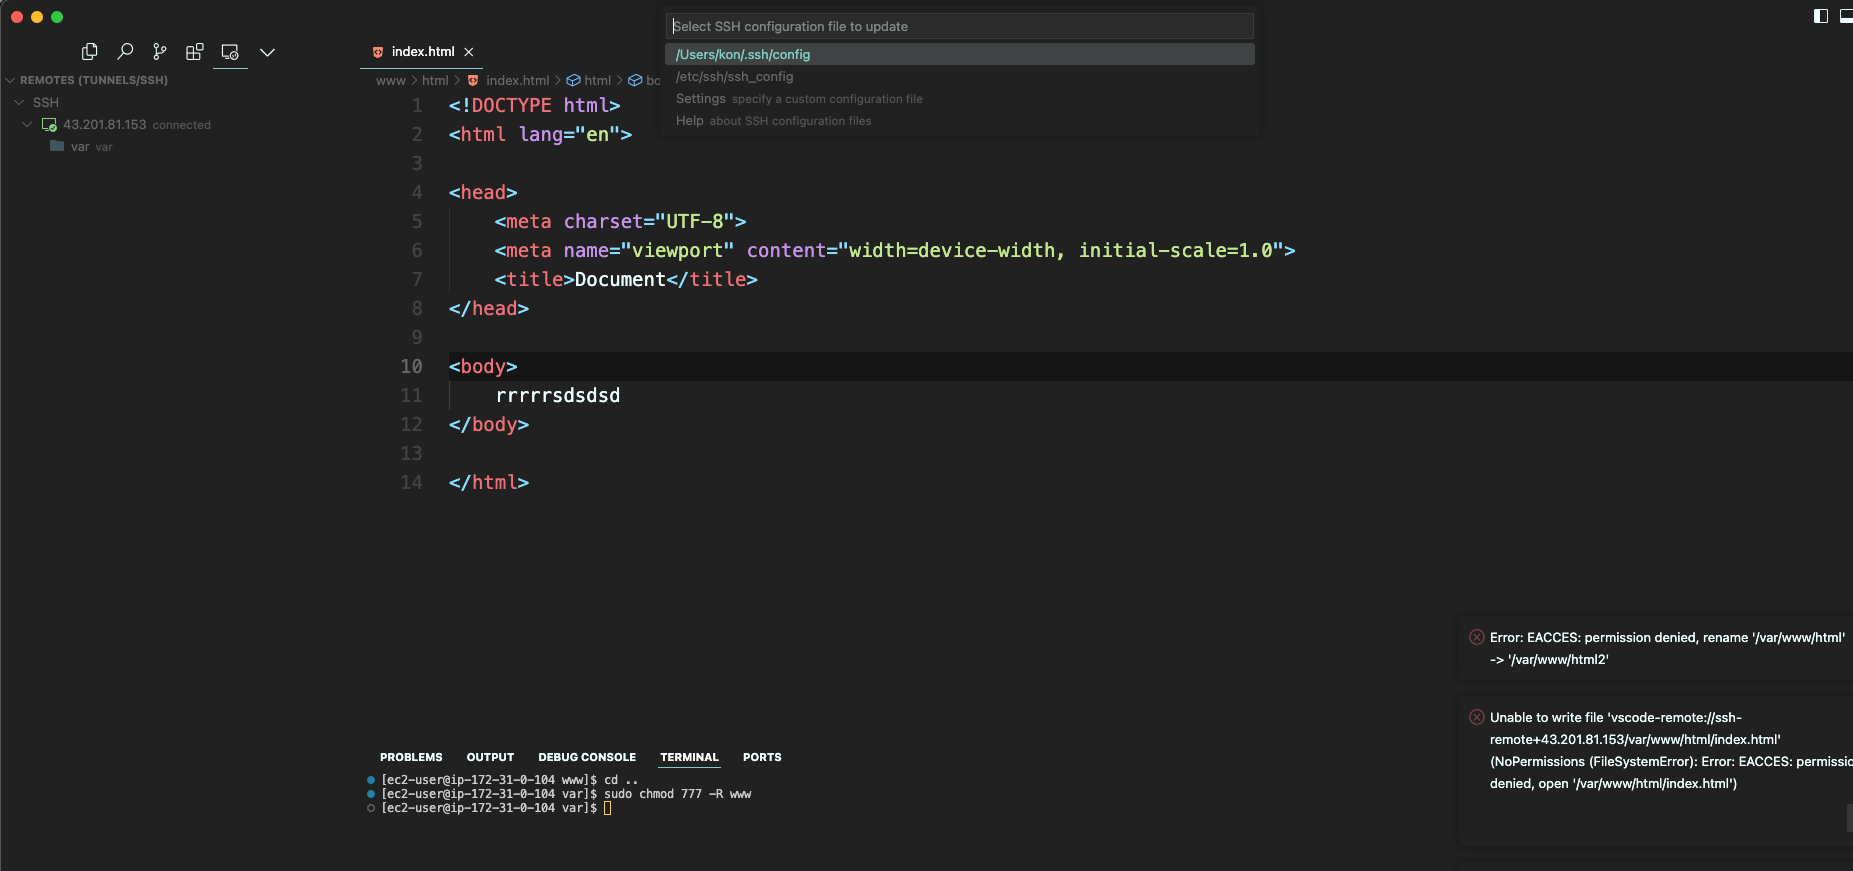 Select SSH configuration file to update
/Users/kon/.ssh/config
/etc/ssh/ssh_config
Settings specify a custom configuration file
Help about SSH configuration files
index.html
REMOTES (TUNNELS/SSH)
SSH
43.201.81.153 connected
var var
www > html > index.html > html > bo
1 <!DOCTYPE html>
2 <html lang="en">
3
4 <head>
5 <meta charset="UTF-8">
6 <meta name="viewport" content="width=device-width, initial-scale=1.0">
7 <title>Document</title>
8 </head>
9
10 <body>
11 rrrrrsdsdsd
12 </body>
13
14 </html>
Error: EACCES: permission denied, rename '/var/www/html'
-> '/var/www/html2'
Unable to write file 'vscode-remote://ssh-
remote+43.201.81.153/var/www/html/index.html'
(NoPermissions (FileSystemError): Error: EACCES: permissio
denied, open '/var/www/html/index.html')
PROBLEMS OUTPUT DEBUG CONSOLE TERMINAL PORTS
[ec2-user@ip-172-31-0-104 www]$ cd ..
[ec2-user@ip-172-31-0-104 var]$ sudo chmod 777 -R www
[ec2-user@ip-172-31-0-104 var]$